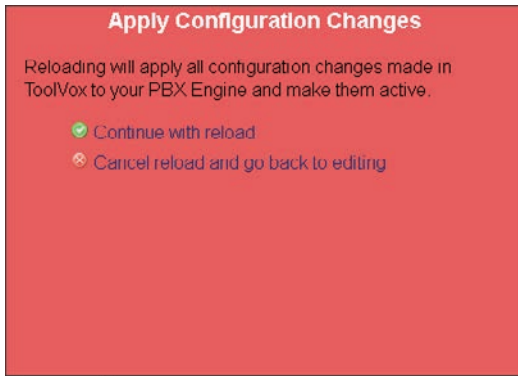 Apply Configuration Changes
Reloading will apply all configuration changes made in
ToolVox to your PBX Engine and make them active.
Continue with reload
Cancel reload and go back to editing